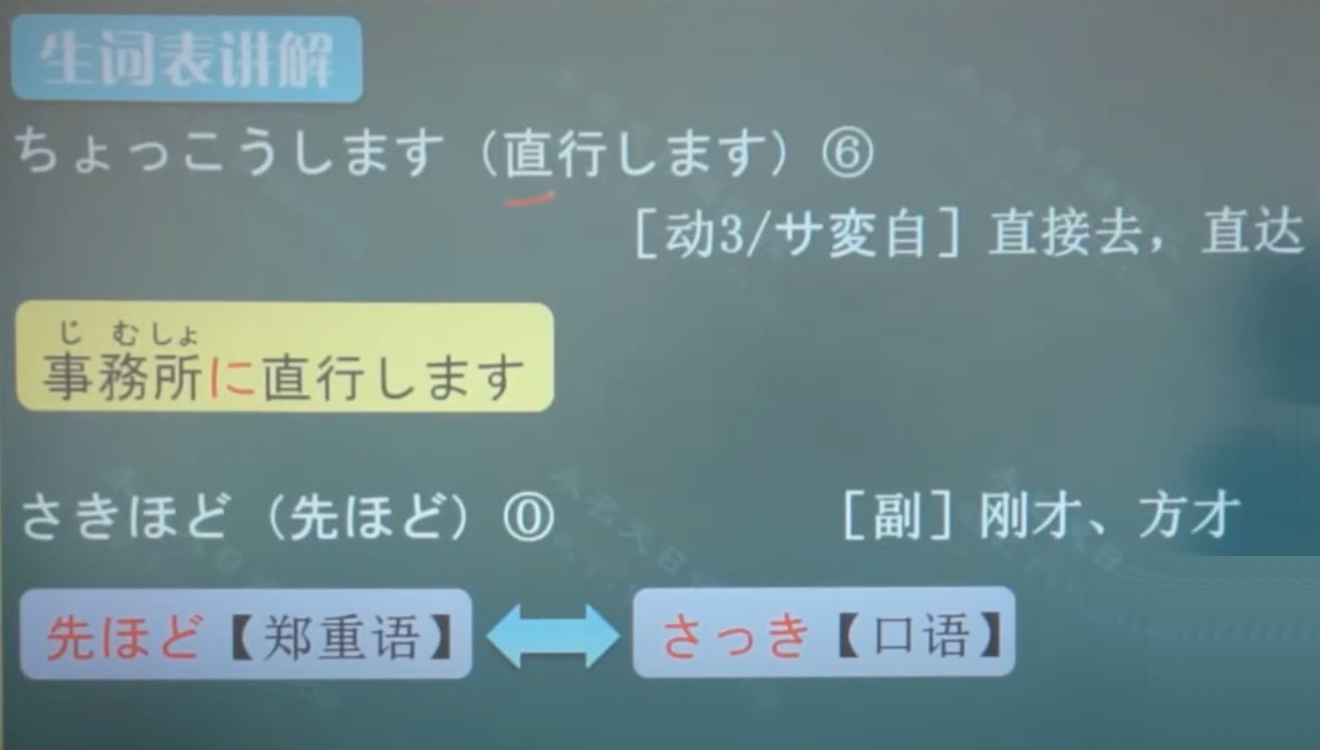 生词表讲解
ちょっこうします（直行します）⑥
［动3/サ変自］直接去，直达
じ むしょ
事務所に直行します
さきほど（先ほど）⓪ ［副］刚才、方才
先ほど【郑重语】 さっき【口语】